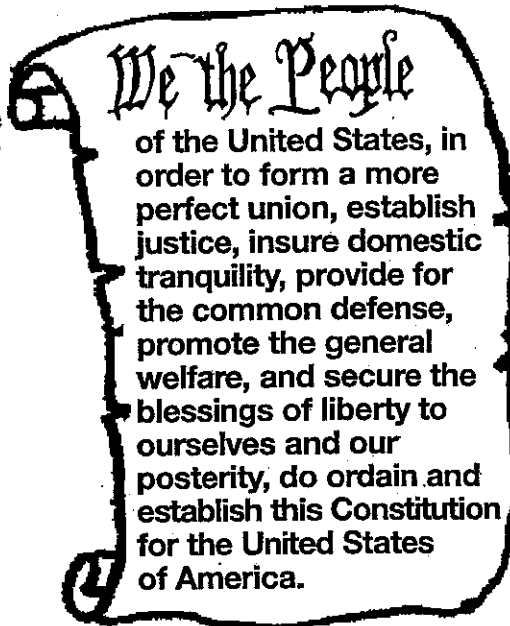 We the People
of the United States, in
order to form a more
perfect union, establish
justice, insure domestic
tranquility, provide for
the common defense,
promote the general
welfare, and secure the
blessings of liberty to
ourselves and our
posterity, do ordain and
establish this Constitution
for the United States
of America.